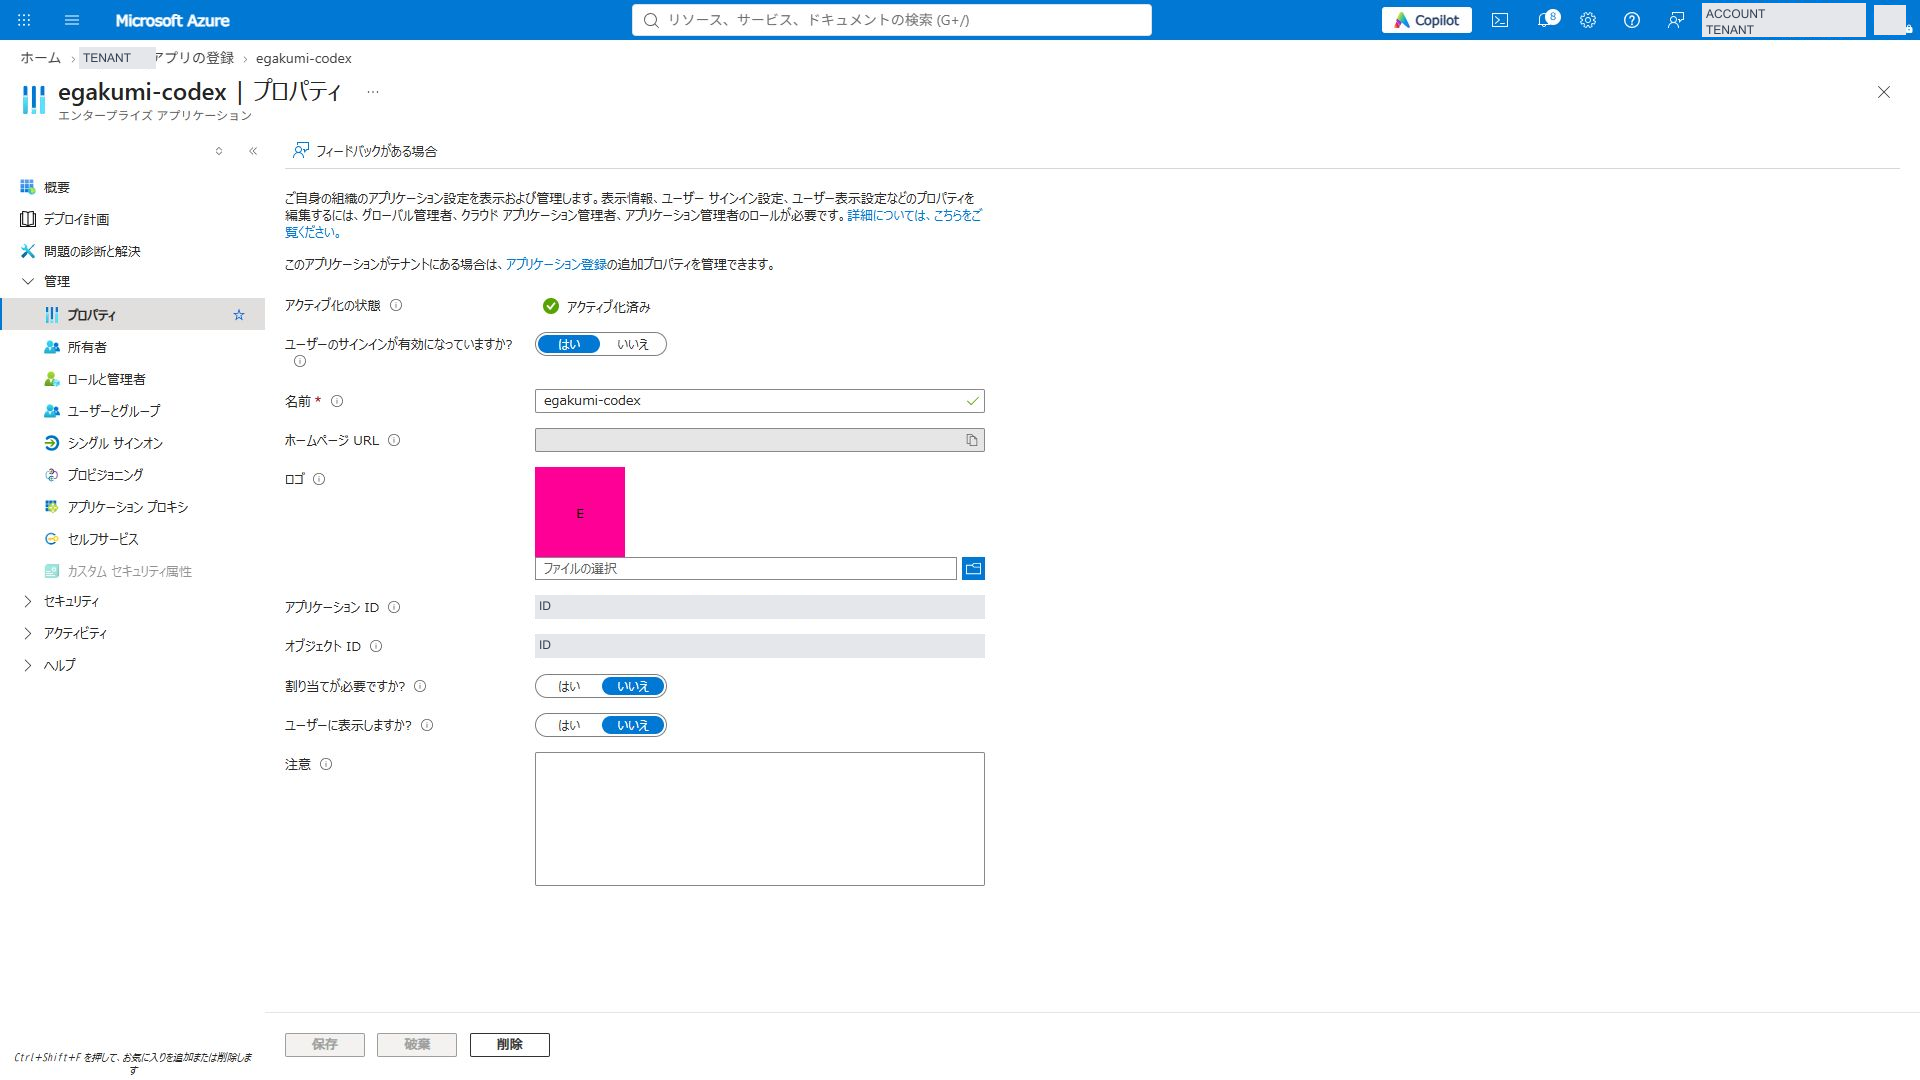 Microsoft Azure
リソース、サービス、ドキュメントの検索 (G+/)
Copilot
8
ACCOUNT
TENANT
ホーム > TENANT アプリの登録 > egakumi-codex
egakumi-codex | プロパティ ...
エンタープライズ アプリケーション
フィードバックがある場合
概要
デプロイ計画
問題の診断と解決
管理
プロパティ
所有者
ロールと管理者
ユーザーとグループ
シングル サインオン
プロビジョニング
アプリケーション プロキシ
セルフサービス
カスタム セキュリティ属性
セキュリティ
アクティビティ
ヘルプ
Ctrl+Shift+F を押して、お気に入りを追加または削除しま
す
ご自身の組織のアプリケーション設定を表示および管理します。表示情報、ユーザー サインイン設定、ユーザー表示設定などのプロパティを
編集するには、グローバル管理者、クラウド アプリケーション管理者、アプリケーション管理者のロールが必要です。詳細については、こちらをご
覧ください。
このアプリケーションがテナントにある場合は、アプリケーション登録の追加プロパティを管理できます。
アクティブ化の状態
アクティブ化済み
ユーザーのサインインが有効になっていますか?
はい いいえ
名前 *
egakumi-codex
ホームページ URL
ロゴ
E
ファイルの選択
アプリケーション ID
ID
オブジェクト ID
ID
割り当てが必要ですか?
はい いいえ
ユーザーに表示しますか?
はい いいえ
注意
保存 破棄 削除